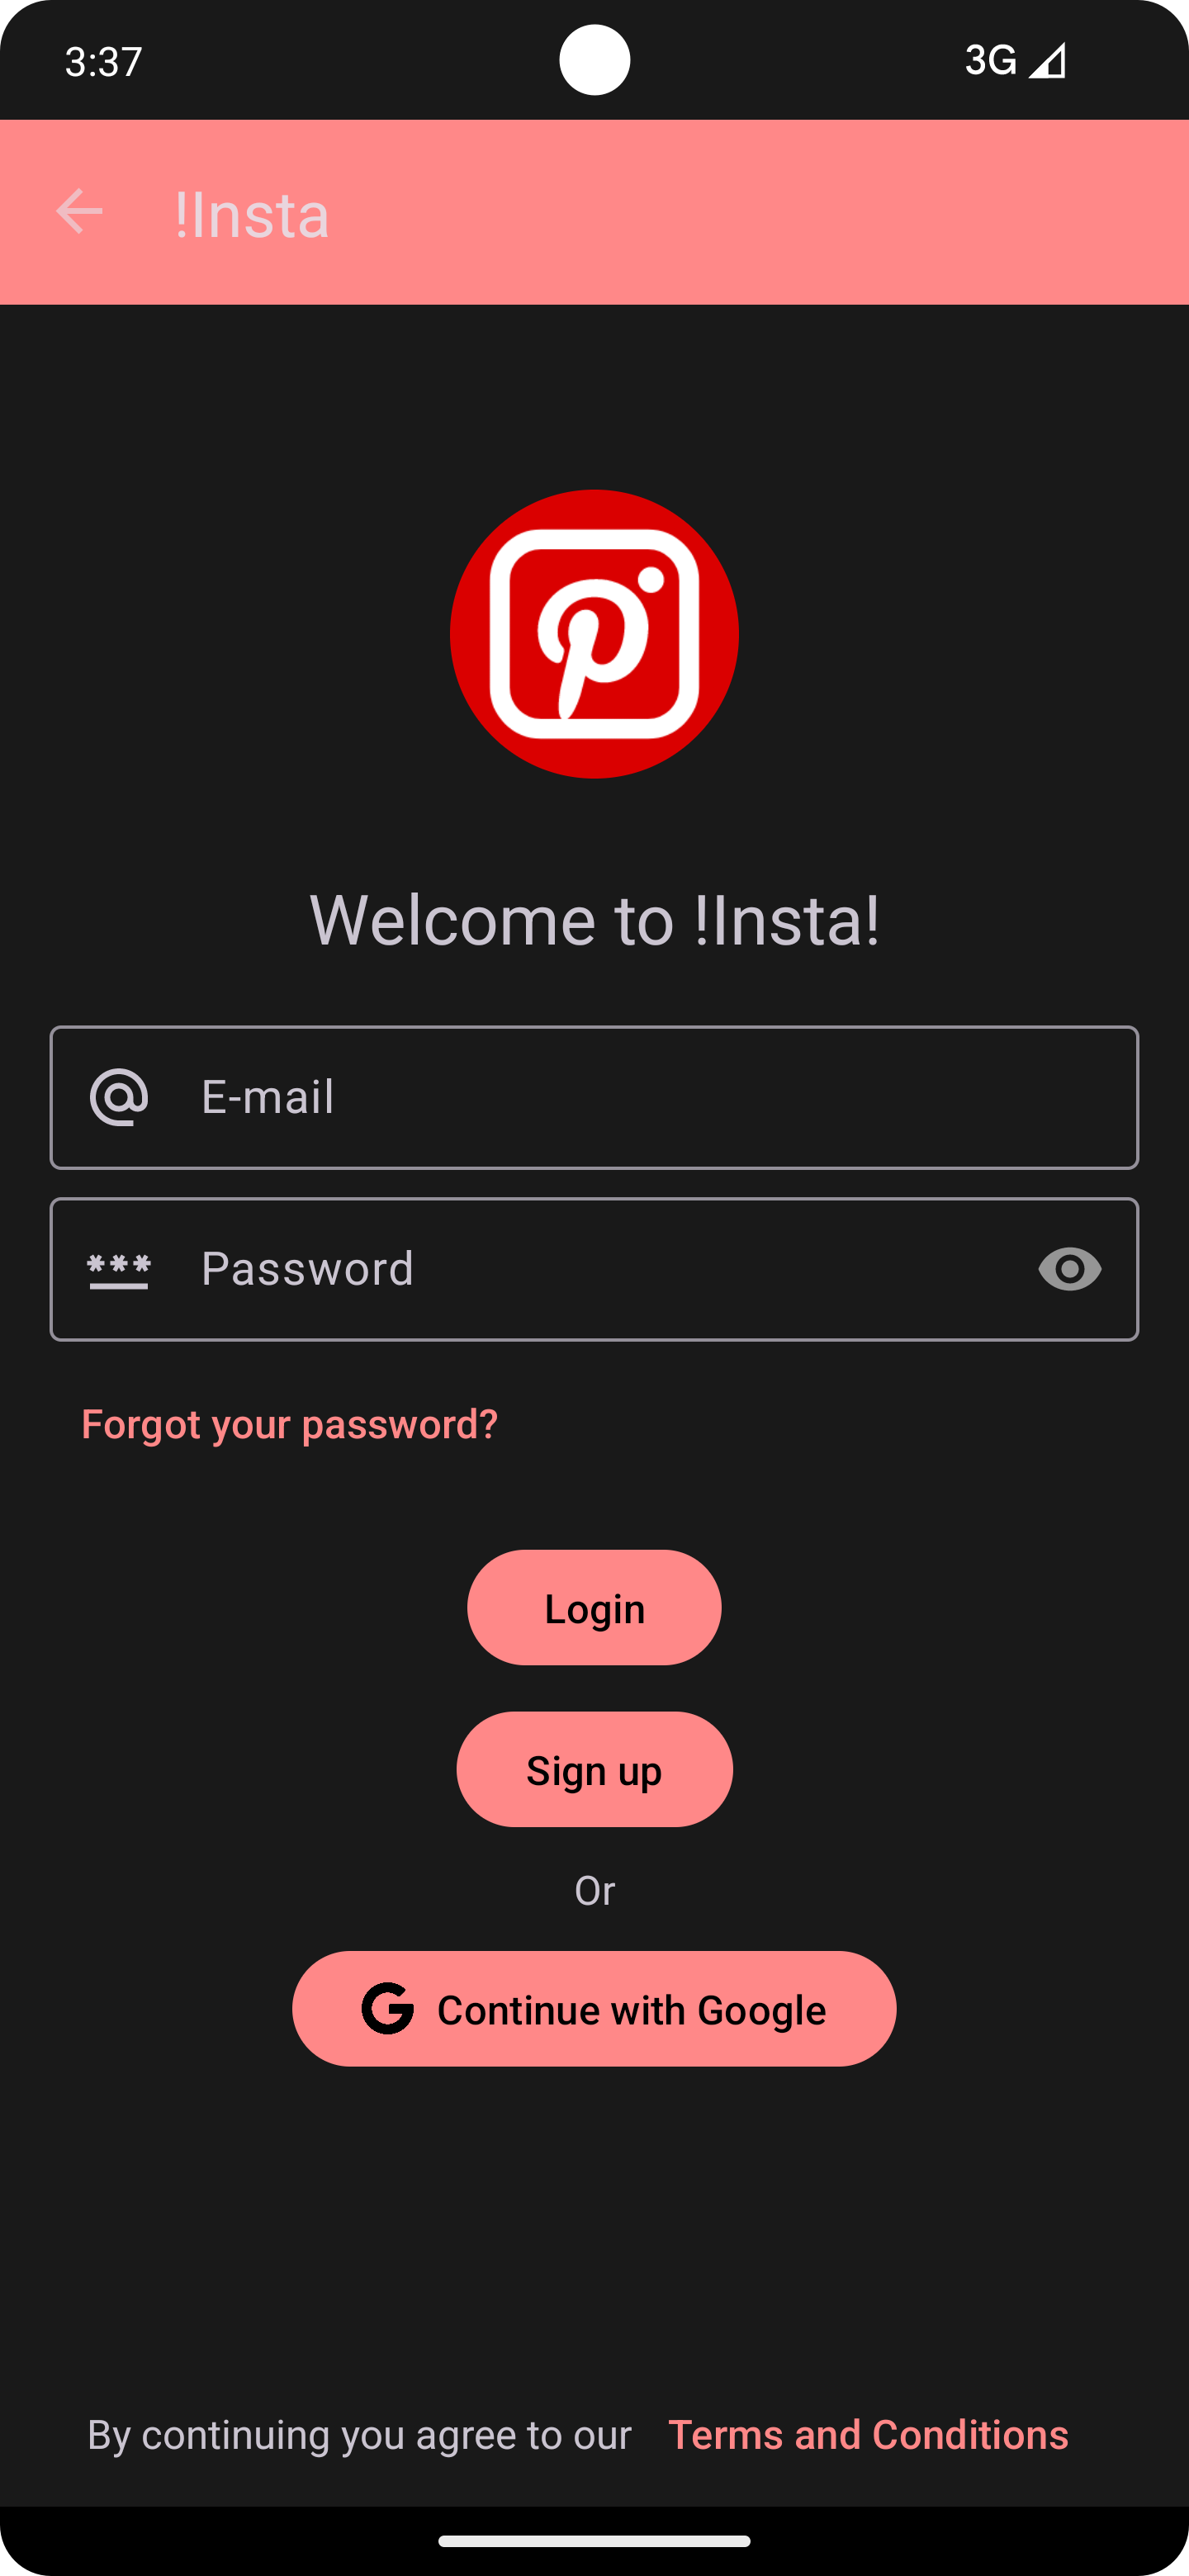 3:37
3G
!Insta
Welcome to !Insta!
E-mail
Password
Forgot your password?
Login
Sign up
Or
Continue with Google
By continuing you agree to our Terms and Conditions